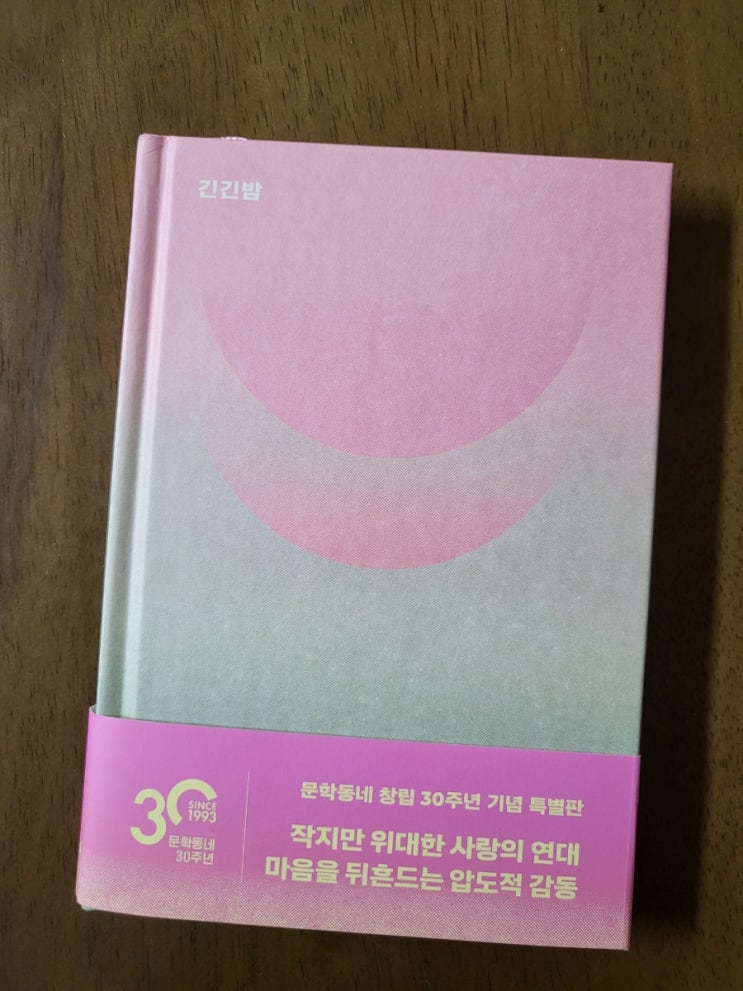 긴긴밤
30
SINCE
1993
문학동네
30주년
문학동네 창립 30주년 기념 특별판
작지만 위대한 사랑의 연대
마음을 뒤흔드는 압도적 감동